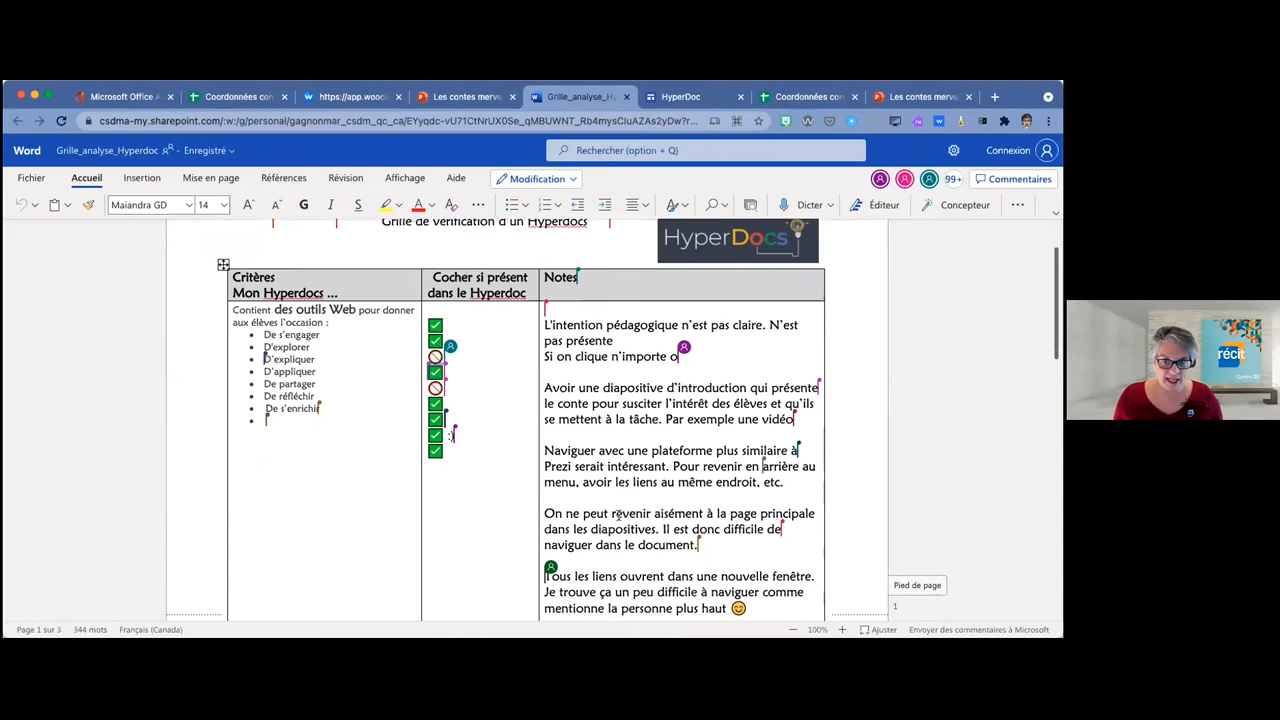 Microsoft Office A
Coordonnées con
https://app.wooc
Les contes merve
Grille_analyse_Hy
HyperDoc
Coordonnées con
Les contes merve
csdma-my.sharepoint.com/:w:/g/personal/gagnonmar_csdm_qc_ca/EYyqdc-vU71CtNrUX0Se_qMBUWNT_Rb4mysCiuAZAs2yDw?r...
Word
Grille_analyse_Hyperdoc
- Enregistré
Rechercher (option + Q)
Connexion
Fichier
Accueil
Insertion
Mise en page
Références
Révision
Affichage
Aide
Modification
99+
Commentaires
Maiandra GD
14
G
I
S
Dicter
Éditeur
Concepteur
Grille de vérification d'un Hyperdocs
HyperDocs
Critères
Mon Hyperdocs ...
Cocher si présent
dans le Hyperdoc
Notes
Contient des outils Web pour donner
aux élèves l'occasion :
• De s'engager
• D'explorer
• D'expliquer
• D'appliquer
• De partager
• De réfléchir
• De s'enrichir
:)
L'intention pédagogique n'est pas claire. N'est
pas présente
Si on clique n'importe o
Avoir une diapositive d'introduction qui présente
le conte pour susciter l'intérêt des élèves et qu'ils
se mettent à la tâche. Par exemple une vidéo
Naviguer avec une plateforme plus similaire à
Prezi serait intéressant. Pour revenir en arrière au
menu, avoir les liens au même endroit, etc.
On ne peut revenir aisément à la page principale
dans les diapositives. Il est donc difficile de
naviguer dans le document.
Tous les liens ouvrent dans une nouvelle fenêtre.
Je trouve ça un peu difficile à naviguer comme
mentionne la personne plus haut 😊
Pied de page
1
récit
Page 1 sur 3
344 mots
Français (Canada)
100%
Ajuster
Envoyer des commentaires à Microsoft